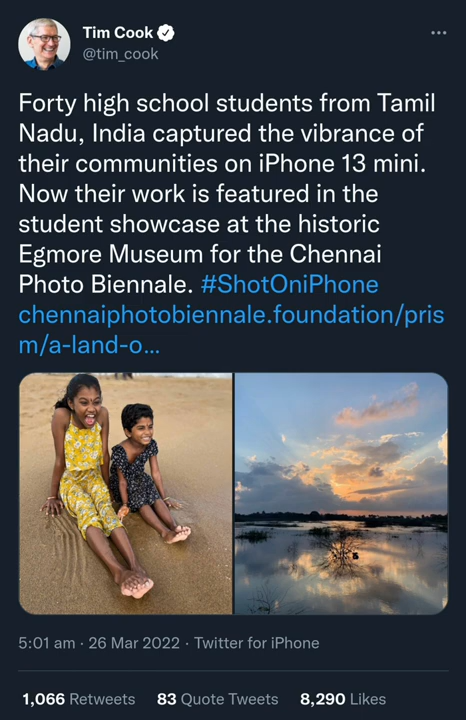 Tim Cook
@tim_cook
Forty high school students from Tamil
Nadu, India captured the vibrance of
their communities on iPhone 13 mini.
Now their work is featured in the
student showcase at the historic
Egmore Museum for the Chennai
Photo Biennale. #ShotOniPhone
chennaiphotobiennale.foundation/pris
m/a-land-o...
5:01 am · 26 Mar 2022 · Twitter for iPhone
1,066 Retweets 83 Quote Tweets 8,290 Likes